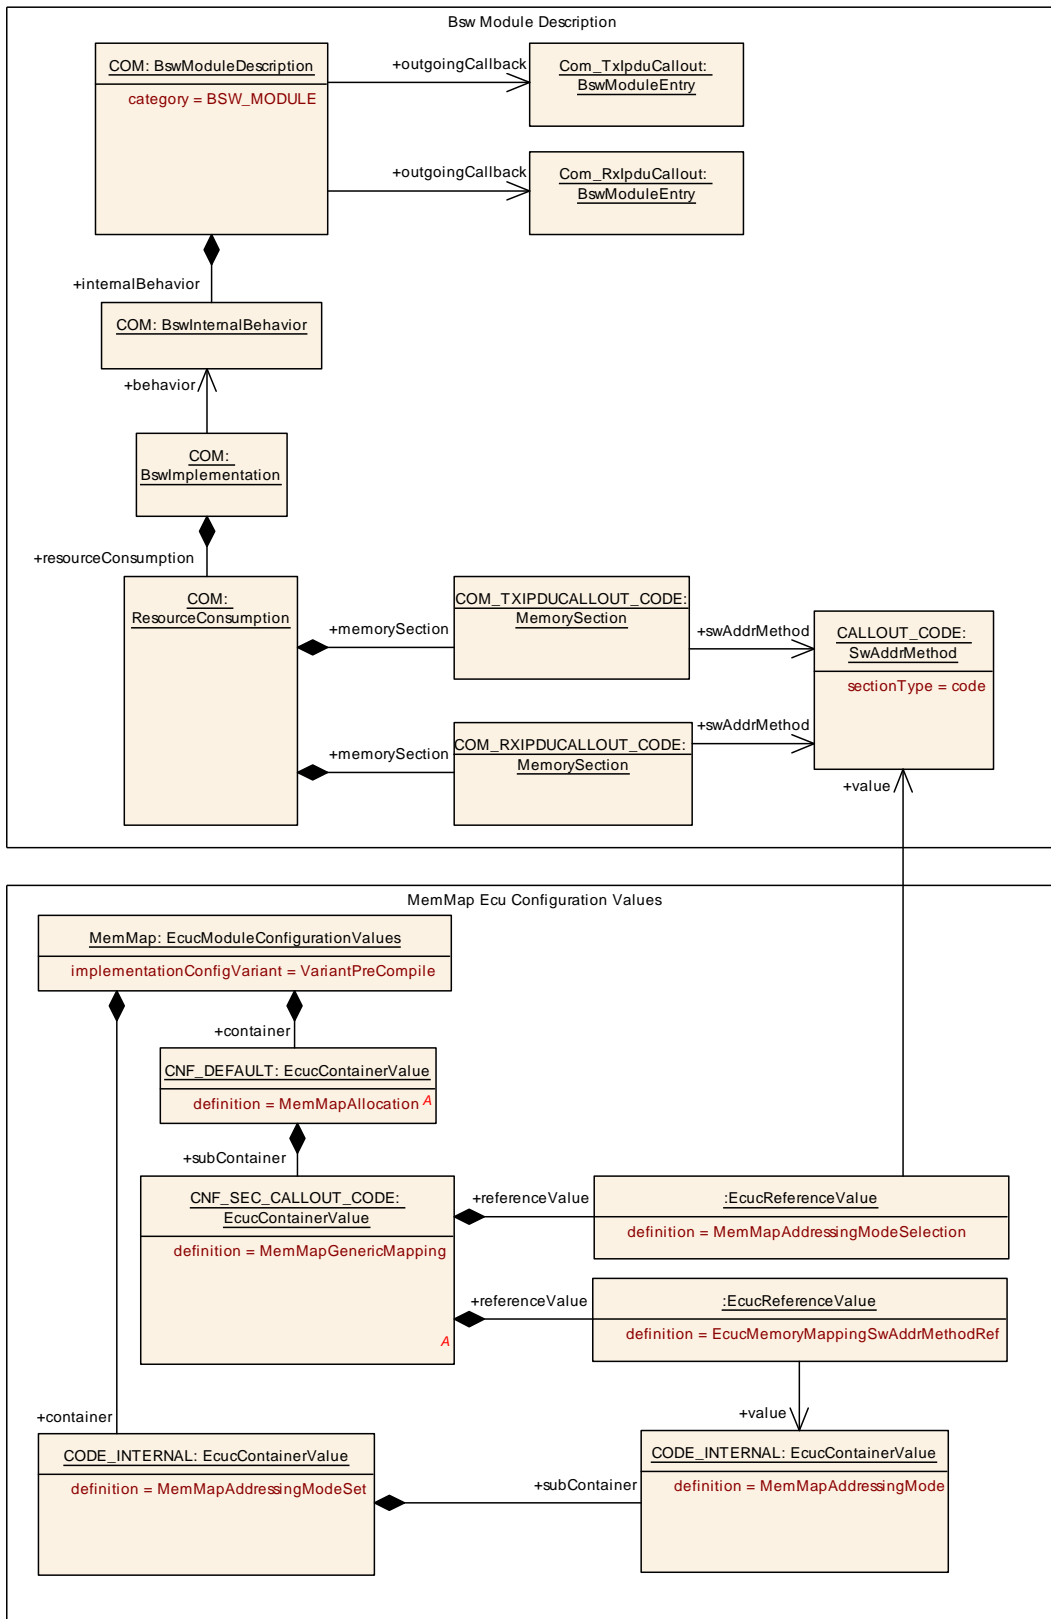 Bsw Module Description
COM: BswModuleDescription
category = BSW_MODULE
+outgoingCallback
Com_TxIpduCallout:
BswModuleEntry
+outgoingCallback
Com_RxIpduCallout:
BswModuleEntry
+internalBehavior
COM: BswInternalBehavior
+behavior
COM:
BswImplementation
+resourceConsumption
COM:
ResourceConsumption
+memorySection
COM_TXIPDUCALLOUT_CODE:
MemorySection
+swAddrMethod
CALLOUT_CODE:
SwAddrMethod
sectionType = code
+memorySection
COM_RXIPDUCALLOUT_CODE:
MemorySection
+swAddrMethod
+value
MemMap Ecu Configuration Values
MemMap: EcucModuleConfigurationValues
implementationConfigVariant = VariantPreCompile
+container
CNF_DEFAULT: EcucContainerValue
definition = MemMapAllocation A
+subContainer
CNF_SEC_CALLOUT_CODE:
EcucContainerValue
definition = MemMapGenericMapping
A
+referenceValue
:EcucReferenceValue
definition = MemMapAddressingModeSelection
+referenceValue
:EcucReferenceValue
definition = EcucMemoryMappingSwAddrMethodRef
+value
+container
CODE_INTERNAL: EcucContainerValue
definition = MemMapAddressingModeSet
+subContainer
CODE_INTERNAL: EcucContainerValue
definition = MemMapAddressingMode